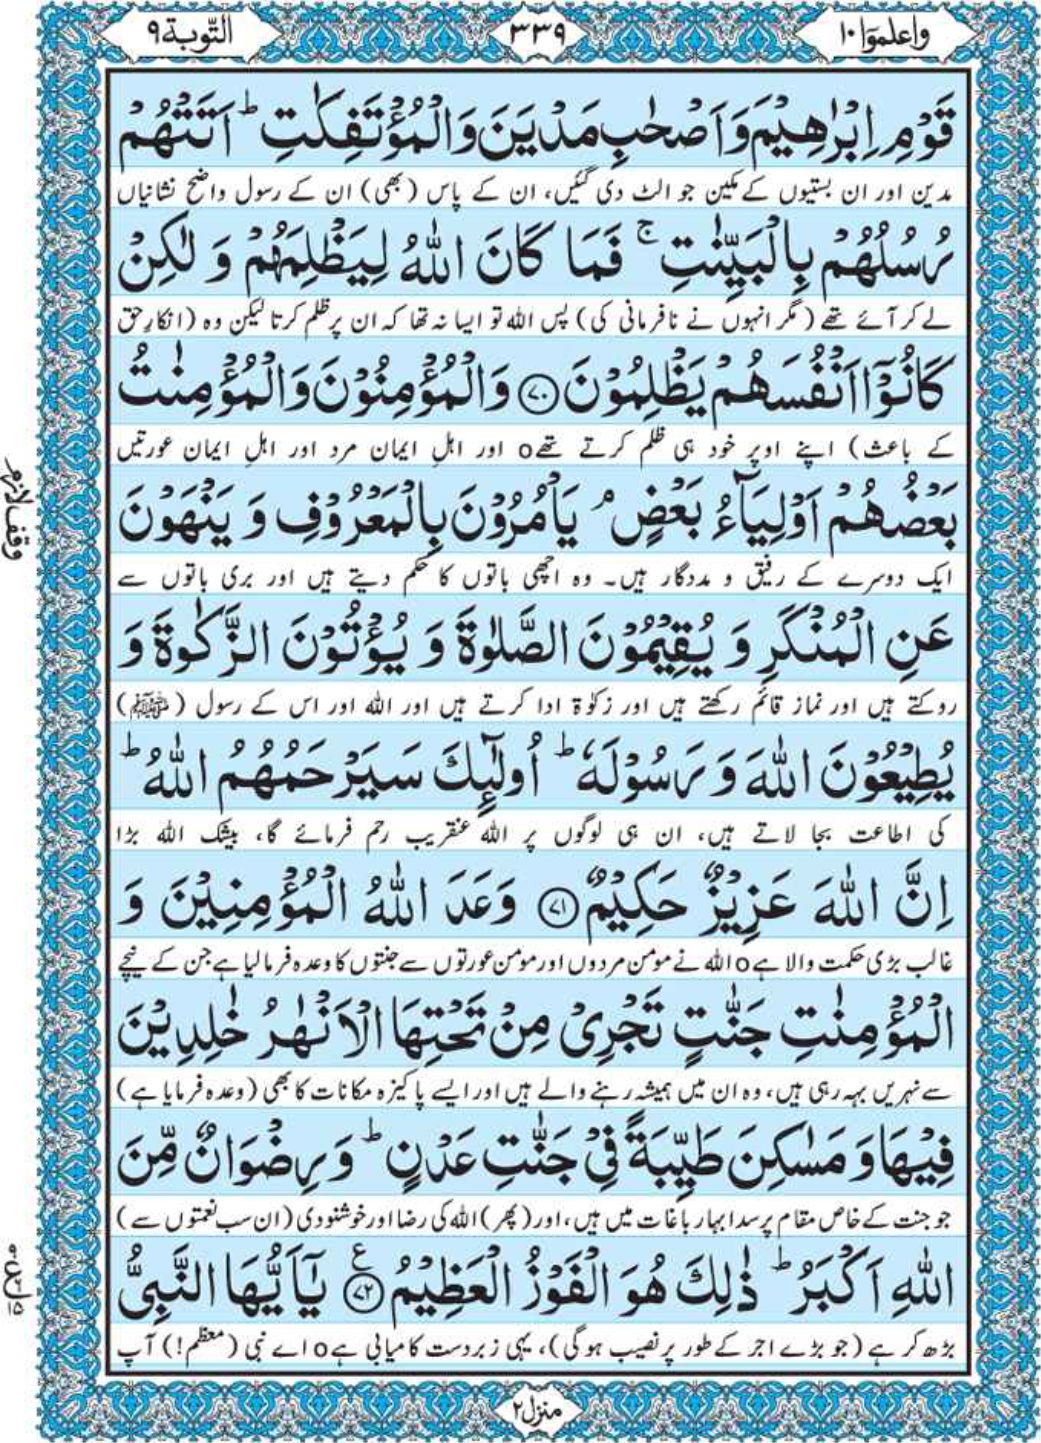 واعلموا ١٠
٣٣٩
التّوبة ٩
قَوْمِ اِبْرٰهِیْمَ وَ اَصْحٰبِ مَدْیَنَ وَ الْمُؤْتَفِكٰتِ ؕ اَتَتْهُمْ
مدین اور ان بستیوں کے مکین جو الٹ دی گئیں، ان کے پاس (بھی) ان کے رسول واضح نشانیاں
رُسُلُهُمْ بِالْبَیِّنٰتِ ۚ فَمَا كَانَ اللّٰهُ لِیَظْلِمَهُمْ وَ لٰكِنْ
لے کر آئے تھے (مگر انہوں نے نافرمانی کی) پس اللہ تو ایسا نہ تھا کہ ان پر ظلم کرتا لیکن وہ (انکارِ حق
كَانُوْۤا اَنْفُسَهُمْ یَظْلِمُوْنَ ﴿۷۰﴾ وَ الْمُؤْمِنُوْنَ وَ الْمُؤْمِنٰتُ
کے باعث) اپنے اوپر خود ہی ظلم کرتے تھےo اور اہلِ ایمان مرد اور اہلِ ایمان عورتیں
بَعْضُهُمْ اَوْلِیَآءُ بَعْضٍ ۘ یَاْمُرُوْنَ بِالْمَعْرُوْفِ وَ یَنْهَوْنَ
وقف لازم
ایک دوسرے کے رفیق و مددگار ہیں۔ وہ اچھی باتوں کا حکم دیتے ہیں اور بری باتوں سے
عَنِ الْمُنْكَرِ وَ یُقِیْمُوْنَ الصَّلٰوةَ وَ یُؤْتُوْنَ الزَّكٰوةَ وَ
روکتے ہیں اور نماز قائم رکھتے ہیں اور زکوٰۃ ادا کرتے ہیں اور اللہ اور اس کے رسول (ﷺ)
یُطِیْعُوْنَ اللّٰهَ وَ رَسُوْلَهٗ ؕ اُولٰٓىِٕكَ سَیَرْحَمُهُمُ اللّٰهُ ؕ
کی اطاعت بجا لاتے ہیں، ان ہی لوگوں پر اللہ عنقریب رحم فرمائے گا، بیشک اللہ بڑا
اِنَّ اللّٰهَ عَزِیْزٌ حَكِیْمٌ ﴿۷۱﴾ وَعَدَ اللّٰهُ الْمُؤْمِنِیْنَ وَ
غالب بڑی حکمت والا ہےo اللہ نے مومن مردوں اور مومن عورتوں سے جنتوں کا وعدہ فرما لیا ہے جن کے نیچے
الْمُؤْمِنٰتِ جَنّٰتٍ تَجْرِیْ مِنْ تَحْتِهَا الْاَنْهٰرُ خٰلِدِیْنَ
سے نہریں بہہ رہی ہیں، وہ ان میں ہمیشہ رہنے والے ہیں اور ایسے پاکیزہ مکانات کا بھی (وعدہ فرمایا ہے)
فِیْهَا وَ مَسٰكِنَ طَیِّبَةً فِیْ جَنّٰتِ عَدْنٍ ؕ وَ رِضْوَانٌ مِّنَ
جو جنت کے خاص مقام پر سدا بہار باغات میں ہیں، اور (پھر) اللہ کی رضا اور خوشنودی (ان سب نعمتوں سے)
اللّٰهِ اَكْبَرُ ؕ ذٰلِكَ هُوَ الْفَوْزُ الْعَظِیْمُ ﴿۷۲﴾ ع یٰۤاَیُّهَا النَّبِیُّ
بڑھ کر ہے (جو بڑے اجر کے طور پر نصیب ہوگی)، یہی زبردست کامیابی ہےo اے نبی (معظم!) آپ
منزل ٢